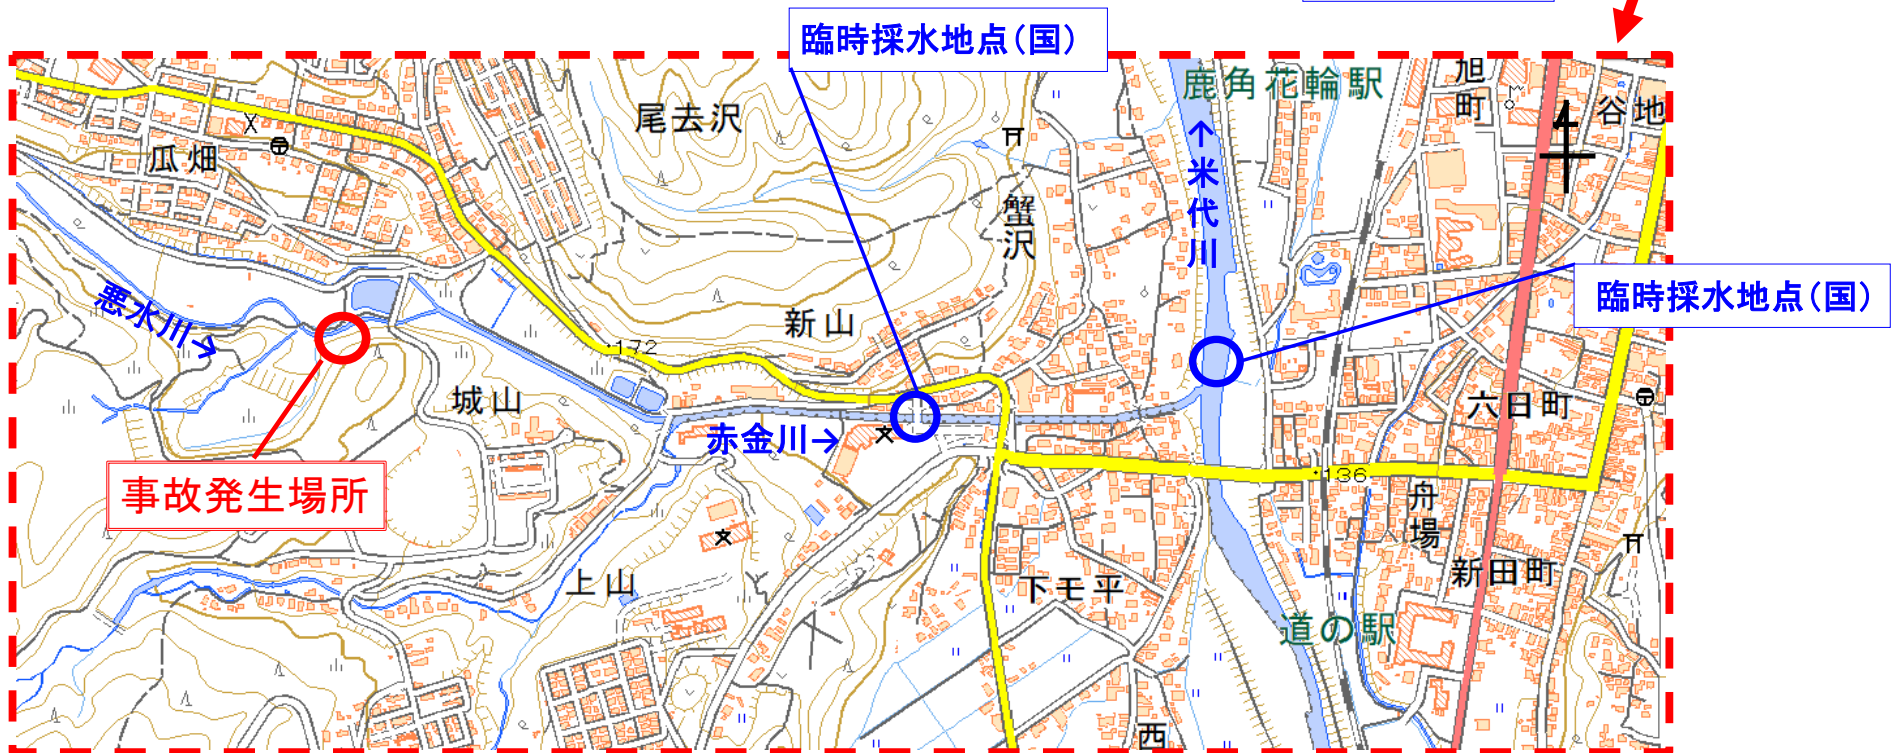 臨時採水地点（国）
鹿角花輪駅
旭町
谷地
尾去沢
瓜畑
↑米代川
蟹沢
悪水川→
臨時採水地点（国）
新山
172
城山
六日町
赤金川→
事故発生場所
136
舟場
新田町
上山
下モ平
道の駅
西